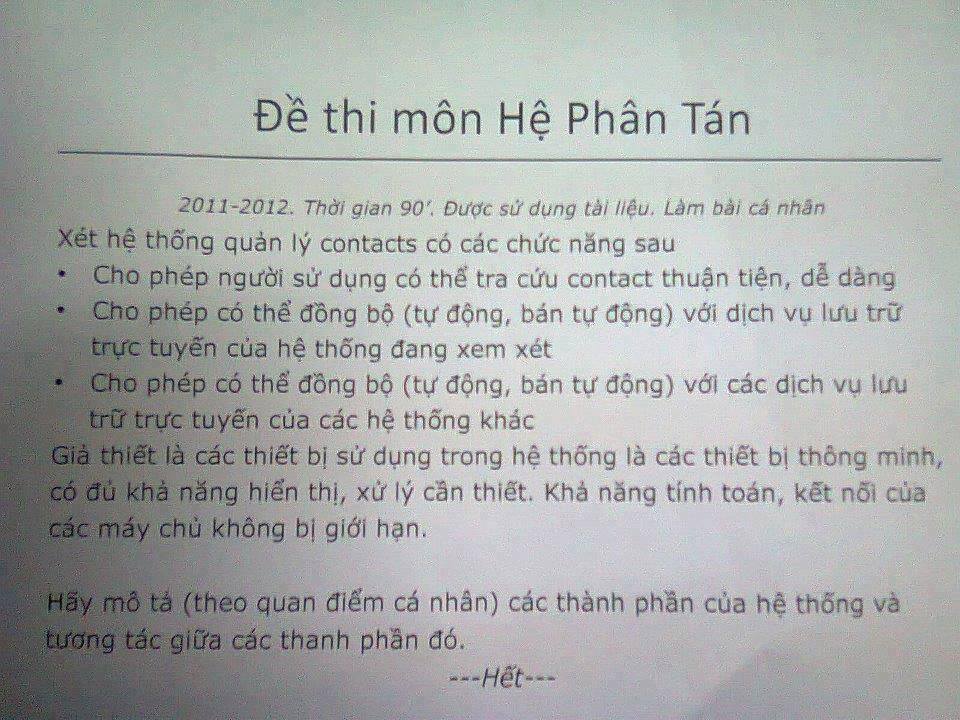 Đề thi môn Hệ Phân Tán
2011-2012. Thời gian 90’. Được sử dụng tài liệu. Làm bài cá nhân
Xét hệ thống quản lý contacts có các chức năng sau
• Cho phép người sử dụng có thể tra cứu contact thuận tiện, dễ dàng
• Cho phép có thể đồng bộ (tự động, bán tự động) với dịch vụ lưu trữ
trực tuyến của hệ thống đang xem xét
• Cho phép có thể đồng bộ (tự động, bán tự động) với các dịch vụ lưu
trữ trực tuyến của các hệ thống khác
Giả thiết là các thiết bị sử dụng trong hệ thống là các thiết bị thông minh,
có đủ khả năng hiển thị, xử lý cần thiết. Khả năng tính toán, kết nối của
các máy chủ không bị giới hạn.
Hãy mô tả (theo quan điểm cá nhân) các thành phần của hệ thống và
tương tác giữa các thanh phần đó.
---Hết---